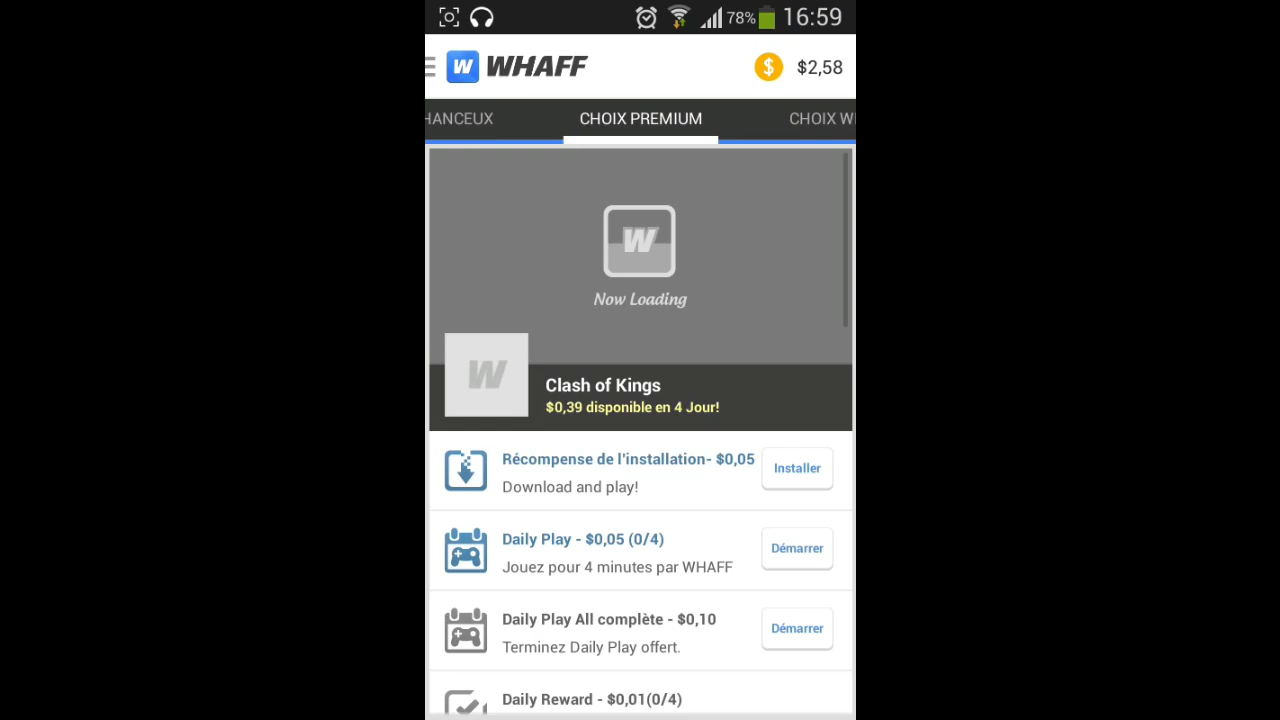 78% 16:59
W WHAFF $ $2,58
HANCEUX CHOIX PREMIUM CHOIX W
W
Now Loading
W
Clash of Kings
$0,39 disponible en 4 Jour!
Récompense de l'installation- $0,05
Download and play!
Installer
Daily Play - $0,05 (0/4)
Jouez pour 4 minutes par WHAFF
Démarrer
Daily Play All complète - $0,10
Terminez Daily Play offert.
Démarrer
Daily Reward - $0,01(0/4)